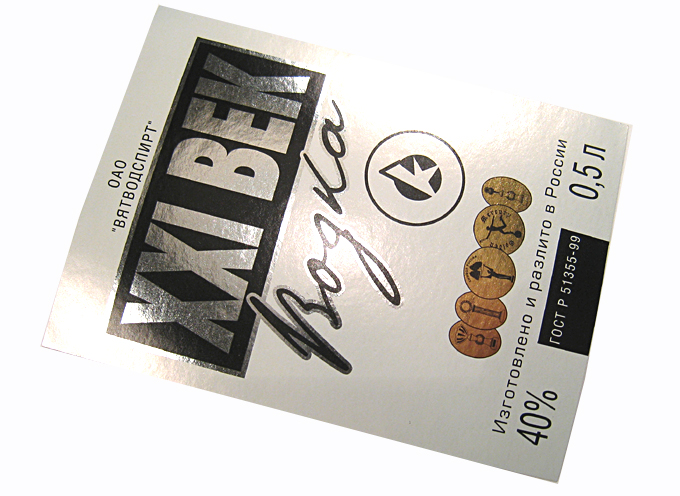 ОАО
"ВЯТВОДСПИРТ"
XXI ВЕК
Водка
Изготовлено и разлито в России
40%
ГОСТ Р 51355-99
0,5 Л